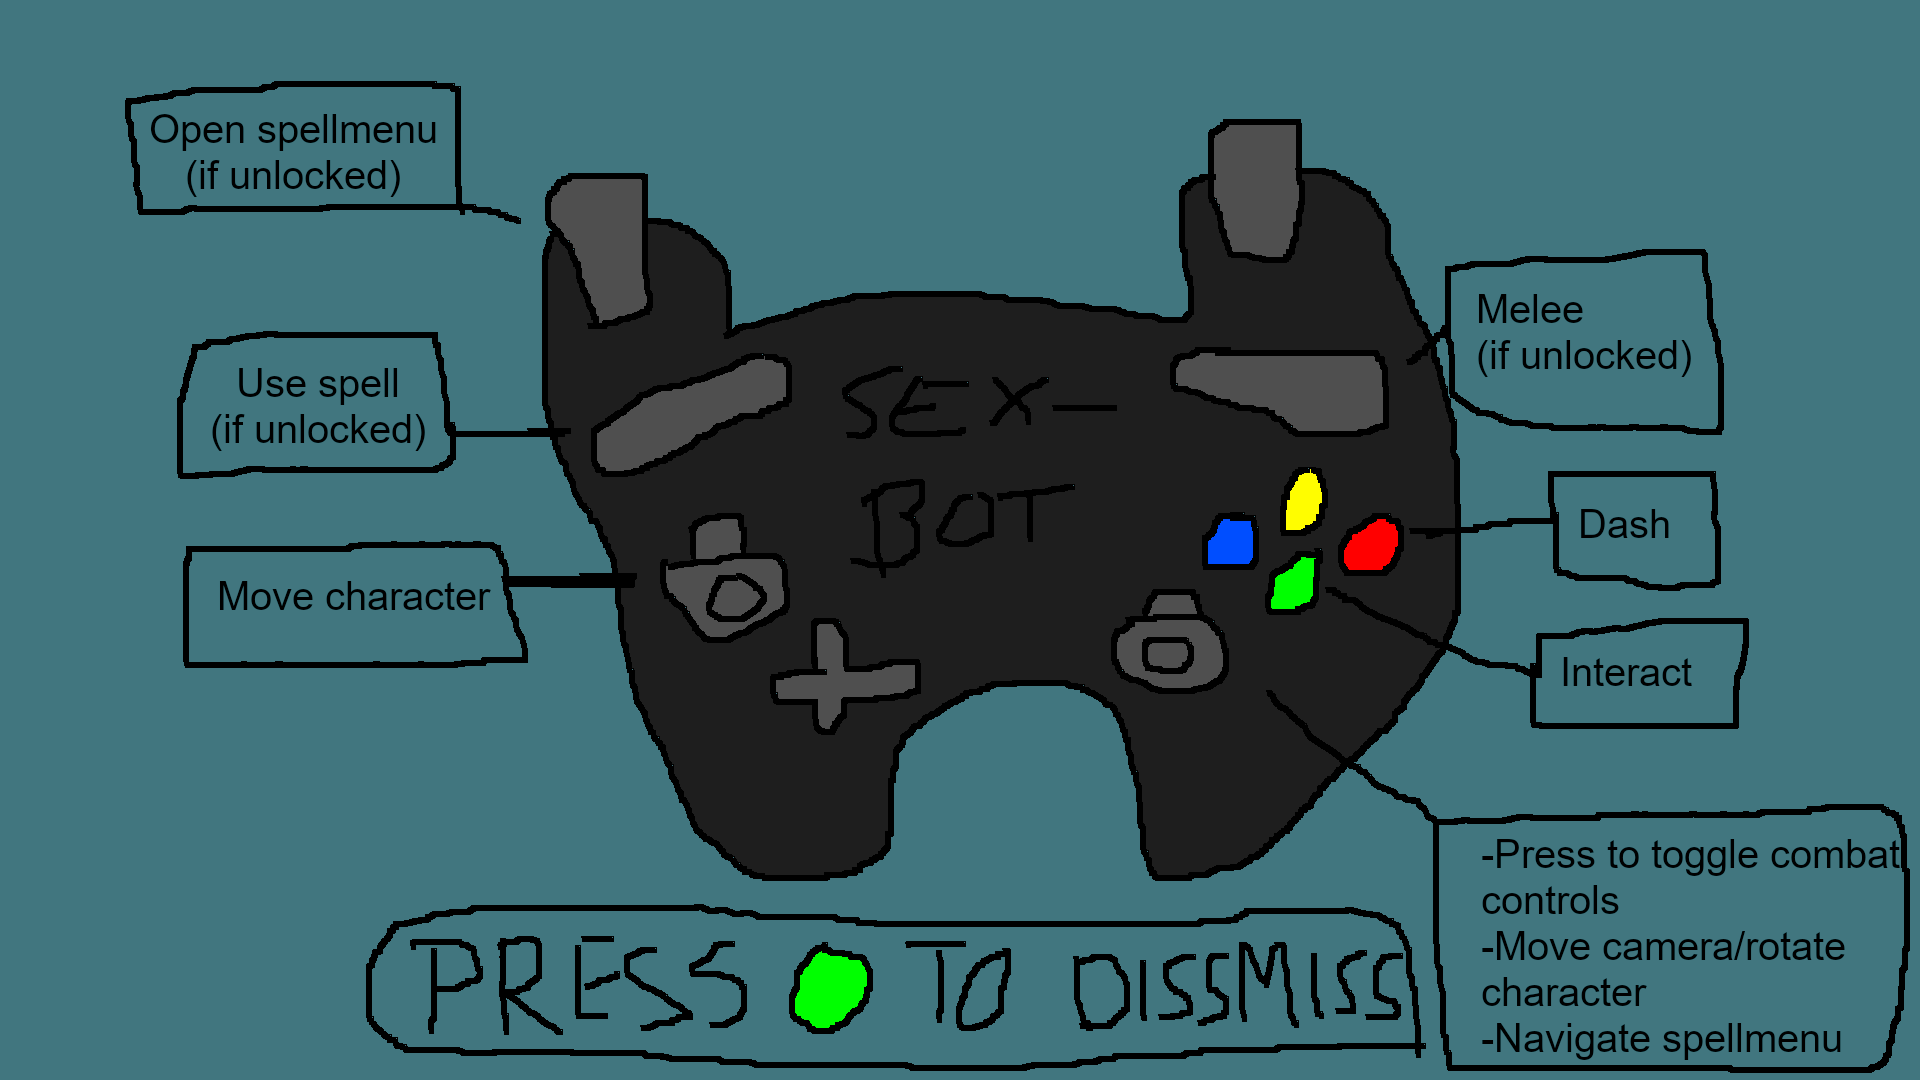 Open spellmenu
(if unlocked)
Use spell
(if unlocked)
Move character
SEX-
BOT
Melee
(if unlocked)
Dash
Interact
-Press to toggle combat
controls
-Move camera/rotate
character
-Navigate spellmenu
PRESS TO DISSMISS